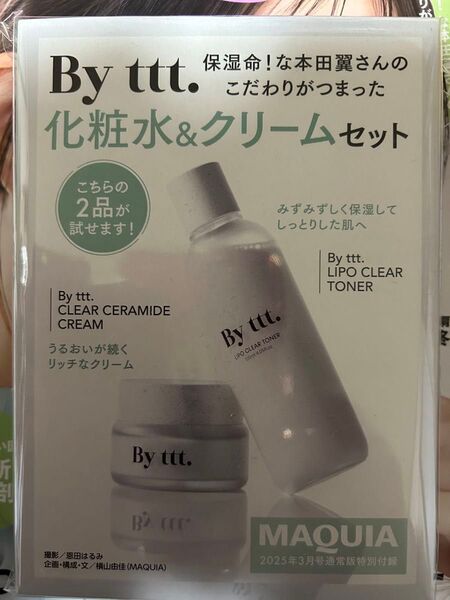 By ttt.
保湿命！な本田翼さんの
こだわりがつまった
化粧水&クリームセット
こちらの
2品が
試せます！
みずみずしく保湿して
しっとりした肌へ
By ttt.
LIPO CLEAR
TONER
By ttt.
CLEAR CERAMIDE
CREAM
うるおいが続く
リッチなクリーム
By ttt.
LIPO CLEAR TONER
By ttt.
撮影／恩田はるみ
企画・構成・文／横山由佳（MAQUIA）
MAQUIA
2025年3月号通常版特別付録